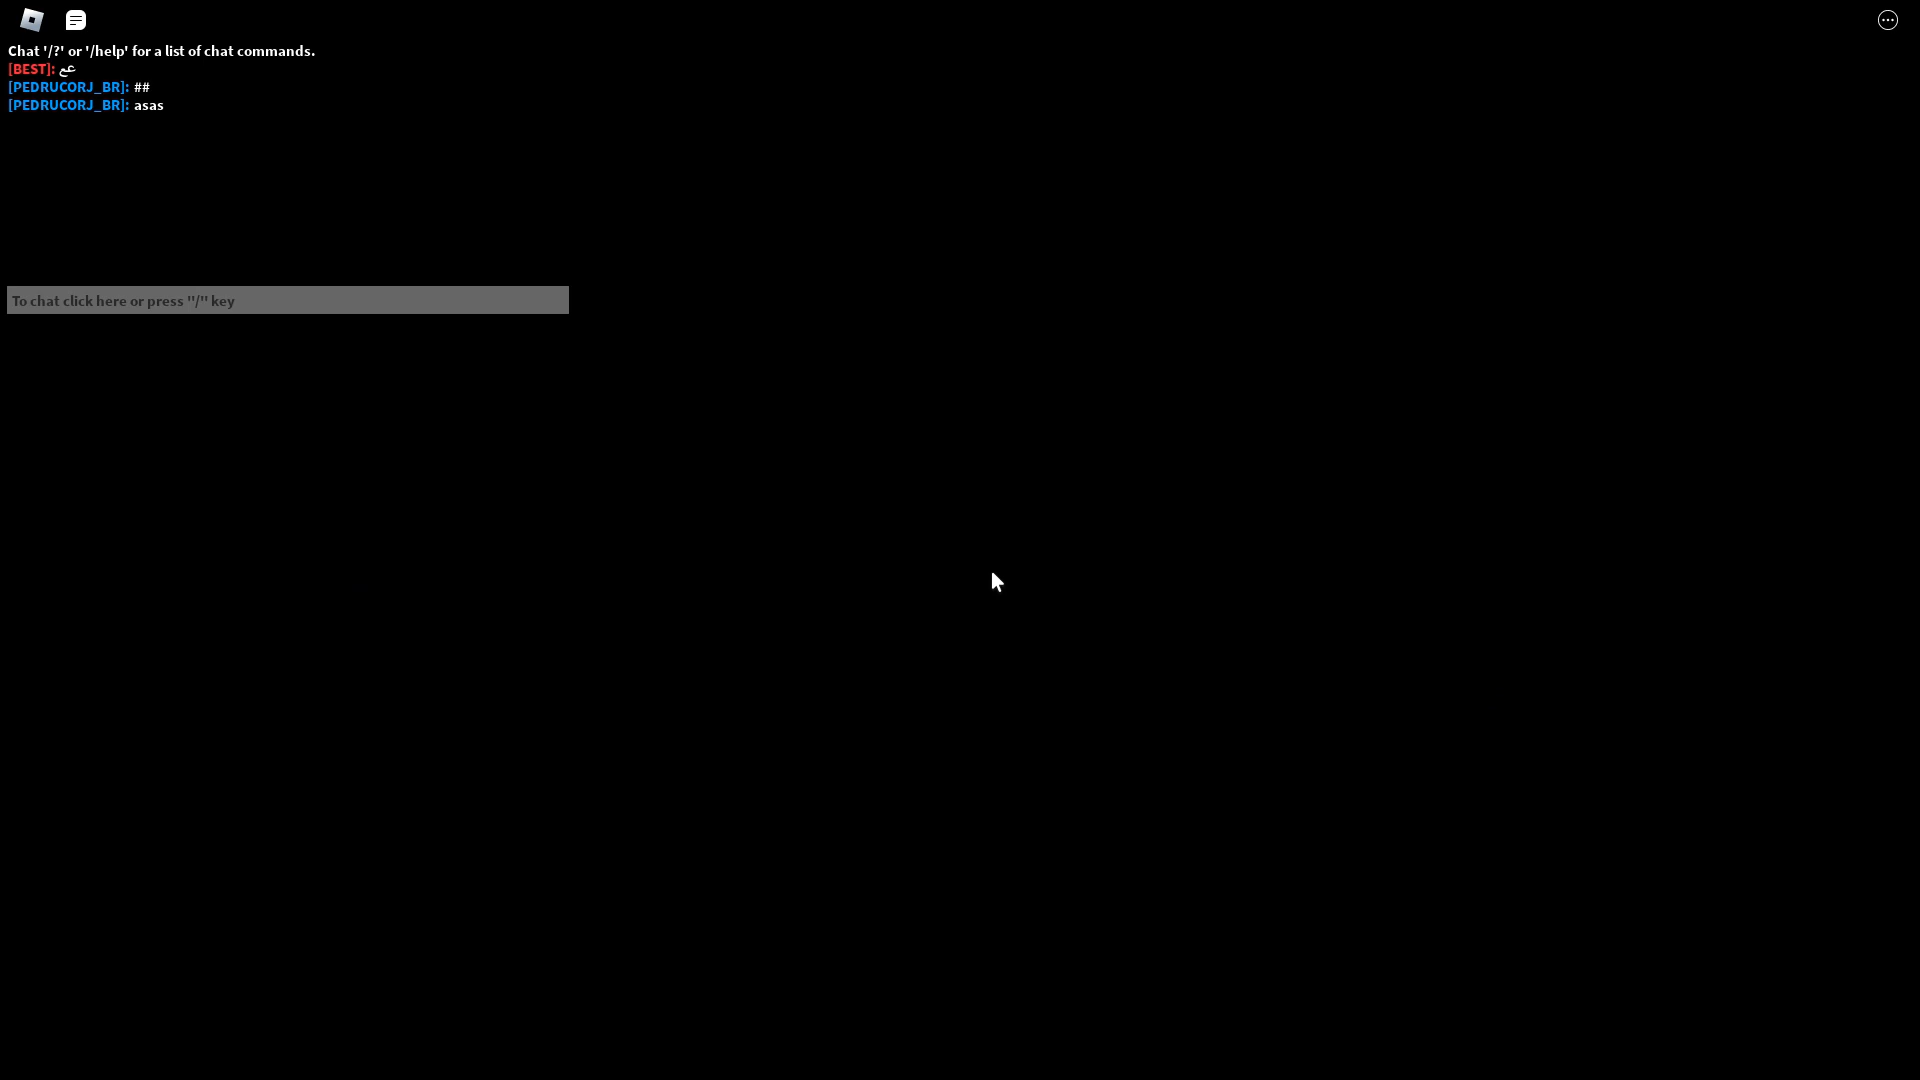 Chat '/?' or '/help' for a list of chat commands.
[BEST]: عع
[PEDRUCORJ_BR]: ##
[PEDRUCORJ_BR]: asas
To chat click here or press "/" key